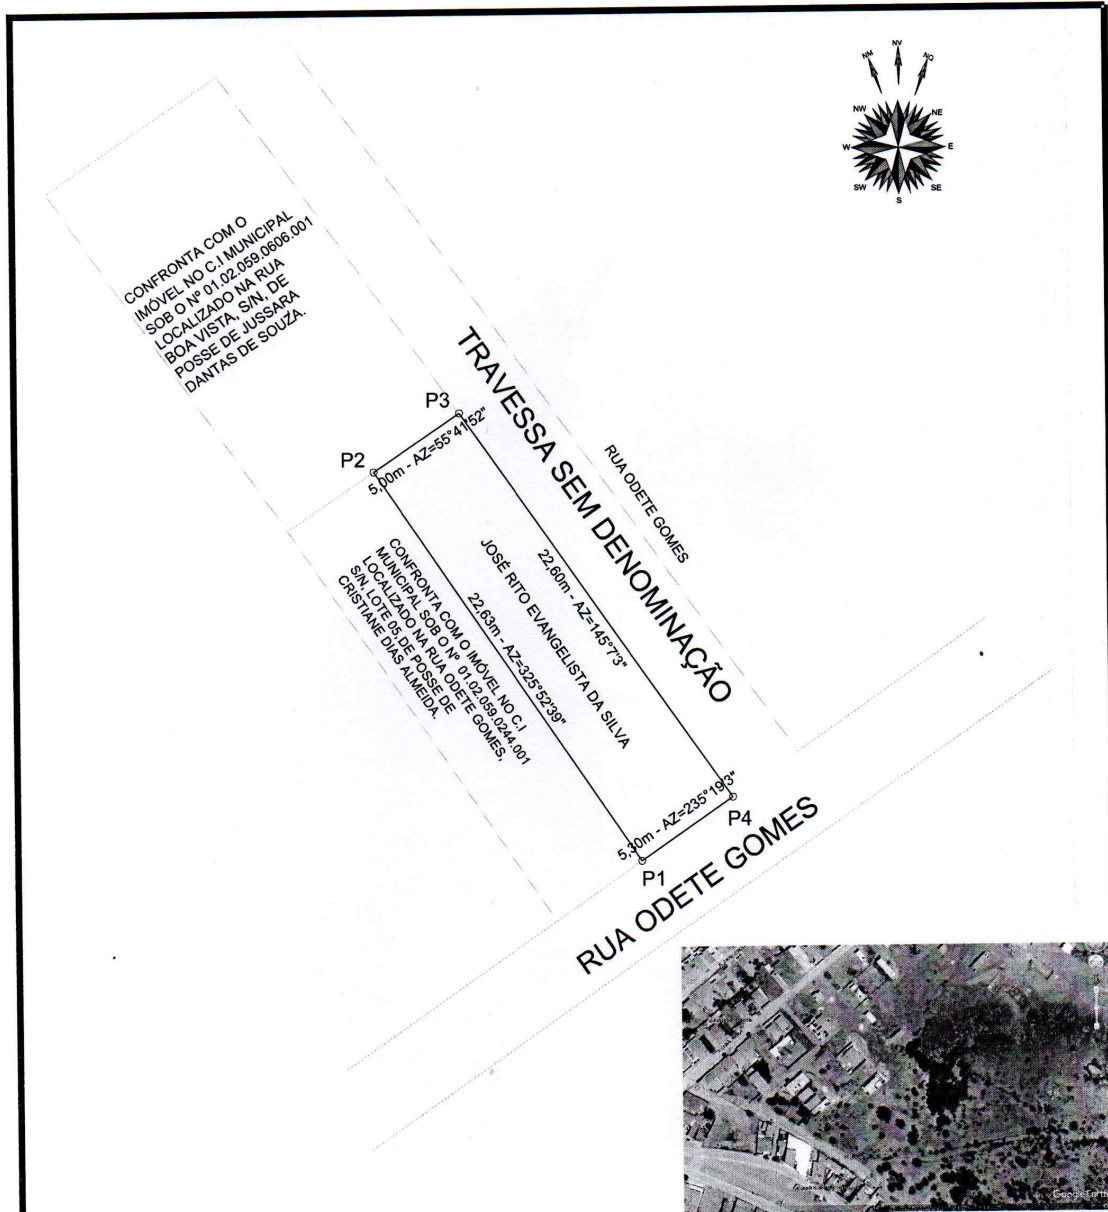 NM
NV
NQ
NW
NE
W
E
SW
SE
S
CONFRONTA COM O
IMÓVEL NO C.I MUNICIPAL
SOB O Nº 01.02.059.0606.001
LOCALIZADO NA RUA
BOA VISTA, S/N, DE
POSSE DE JUSSARA
DANTAS DE SOUZA.
TRAVESSA SEM DENOMINAÇÃO
RUA ODETE GOMES
P3
P2
5,00m - AZ=55°41'52"
22,60m - AZ=145°7'3"
JOSÉ RITO EVANGELISTA DA SILVA
22,63m - AZ=325°52'39"
CONFRONTA COM O IMÓVEL NO C.I
MUNICIPAL SOB O Nº 01.02.059.0244.001
LOCALIZADO NA RUA ODETE GOMES,
S/N, LOTE 05, DE POSSE DE
CRISTIANE DIAS ALMEIDA.
5,30m - AZ=235°19'3"
P4
P1
RUA ODETE GOMES
Google Earth